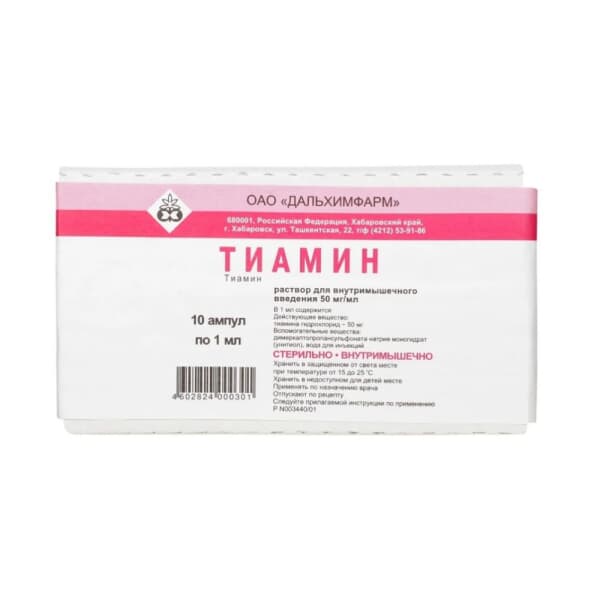 ОАО «ДАЛЬХИМФАРМ»
680001, Российская Федерация, Хабаровский край,
г. Хабаровск, ул. Ташкентская, 22, т/ф (4212) 53-91-86
ТИАМИН
Тиамин
раствор для внутримышечного
введения 50 мг/мл
10 ампул
по 1 мл
В 1 мл содержится
Действующее вещество:
тиамина гидрохлорид – 50 мг
Вспомогательные вещества:
димеркаптопропансульфоната натрия моногидрат
(унитиол), вода для инъекций
СТЕРИЛЬНО • ВНУТРИМЫШЕЧНО
Хранить в защищенном от света месте
при температуре от 15 до 25 °С
Хранить в недоступном для детей месте
Применять по назначению врача
Отпускают по рецепту
Следуйте прилагаемой инструкции по применению
Р N003440/01
4602824000301